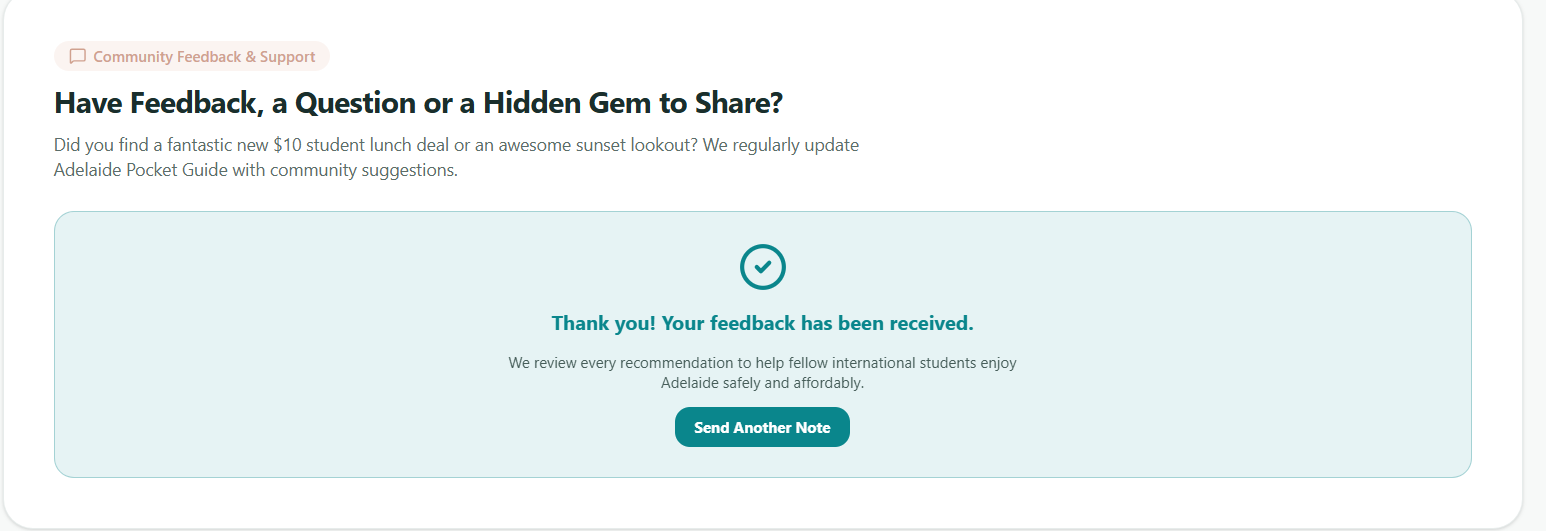 Community Feedback & Support
Have Feedback, a Question or a Hidden Gem to Share?
Did you find a fantastic new $10 student lunch deal or an awesome sunset lookout? We regularly update
Adelaide Pocket Guide with community suggestions.
Thank you! Your feedback has been received.
We review every recommendation to help fellow international students enjoy
Adelaide safely and affordably.
Send Another Note